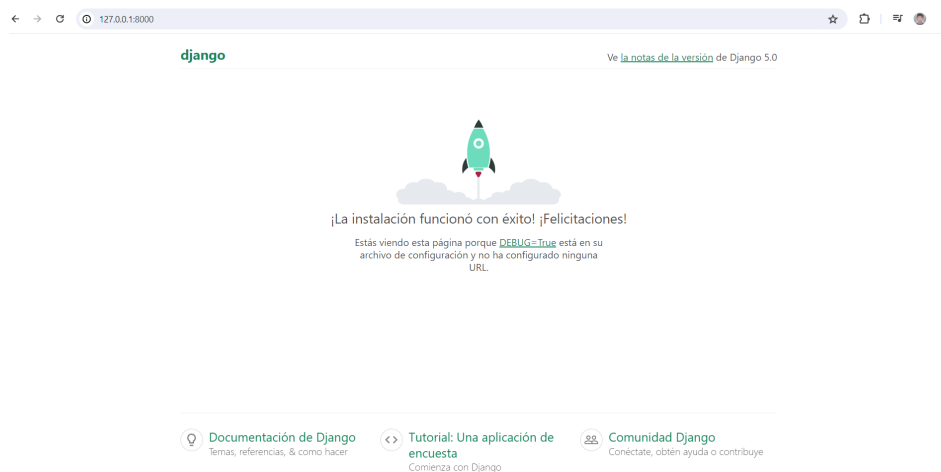 127.0.0.1:8000
django
Ve la notas de la versión de Django 5.0
¡La instalación funcionó con éxito! ¡Felicitaciones!
Estás viendo esta página porque DEBUG=True está en su
archivo de configuración y no ha configurado ninguna
URL.
Documentación de Django
Temas, referencias, & como hacer
Tutorial: Una aplicación de
encuesta
Comienza con Django
Comunidad Django
Conéctate, obtén ayuda o contribuye